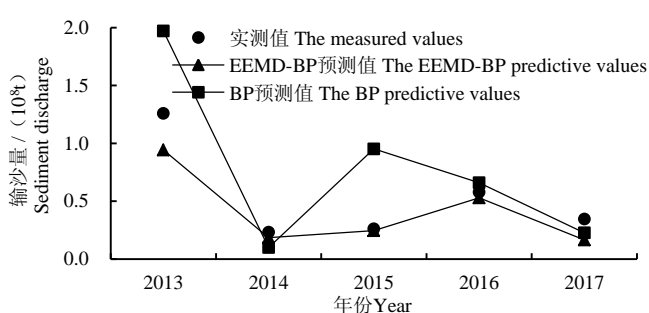 2.0
1.5
1.0
0.5
0.0
输沙量 /（10⁸t）
Sediment discharge
实测值 The measured values
EEMD-BP预测值 The EEMD-BP predictive values
BP预测值 The BP predictive values
2013 2014 2015 2016 2017
年份Year